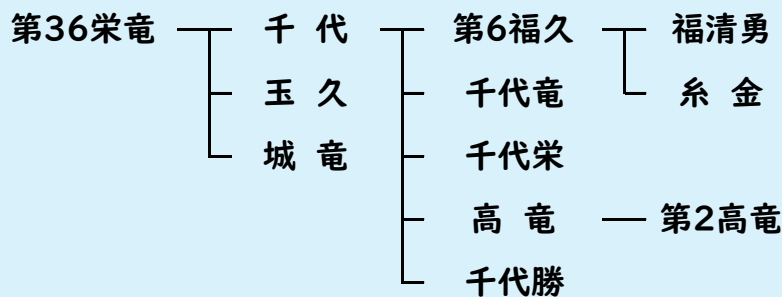 第36栄竜 千 代 第6福久 福清勇
玉 久 千代竜 糸 金
城 竜 千代栄
高 竜 第2高竜
千代勝